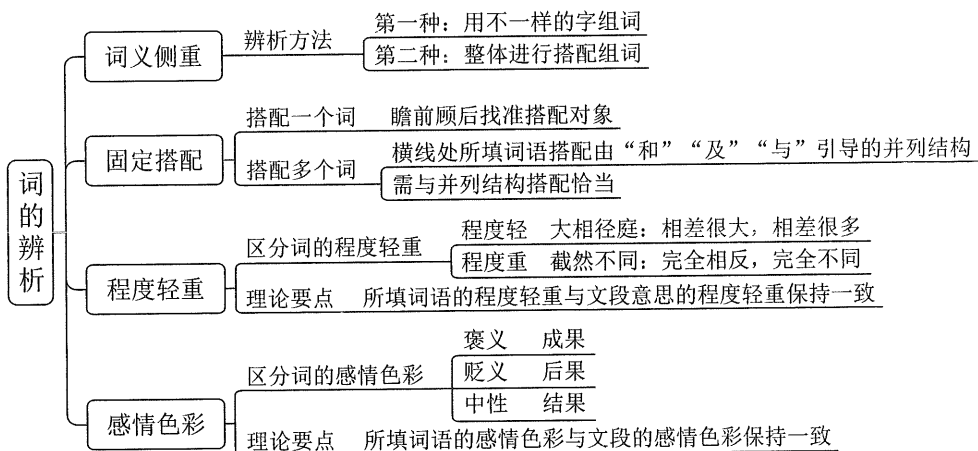 词的辨析
词义侧重
辨析方法
第一种：用不一样的字组词
第二种：整体进行搭配组词
固定搭配
搭配一个词 瞻前顾后找准搭配对象
搭配多个词
横线处所填词语搭配由“和”“及”“与”引导的并列结构
需与并列结构搭配恰当
程度轻重
区分词的程度轻重
程度轻 大相径庭：相差很大，相差很多
程度重 截然不同：完全相反，完全不同
理论要点 所填词语的程度轻重与文段意思的程度轻重保持一致
感情色彩
区分词的感情色彩
褒义 成果
贬义 后果
中性 结果
理论要点 所填词语的感情色彩与文段的感情色彩保持一致